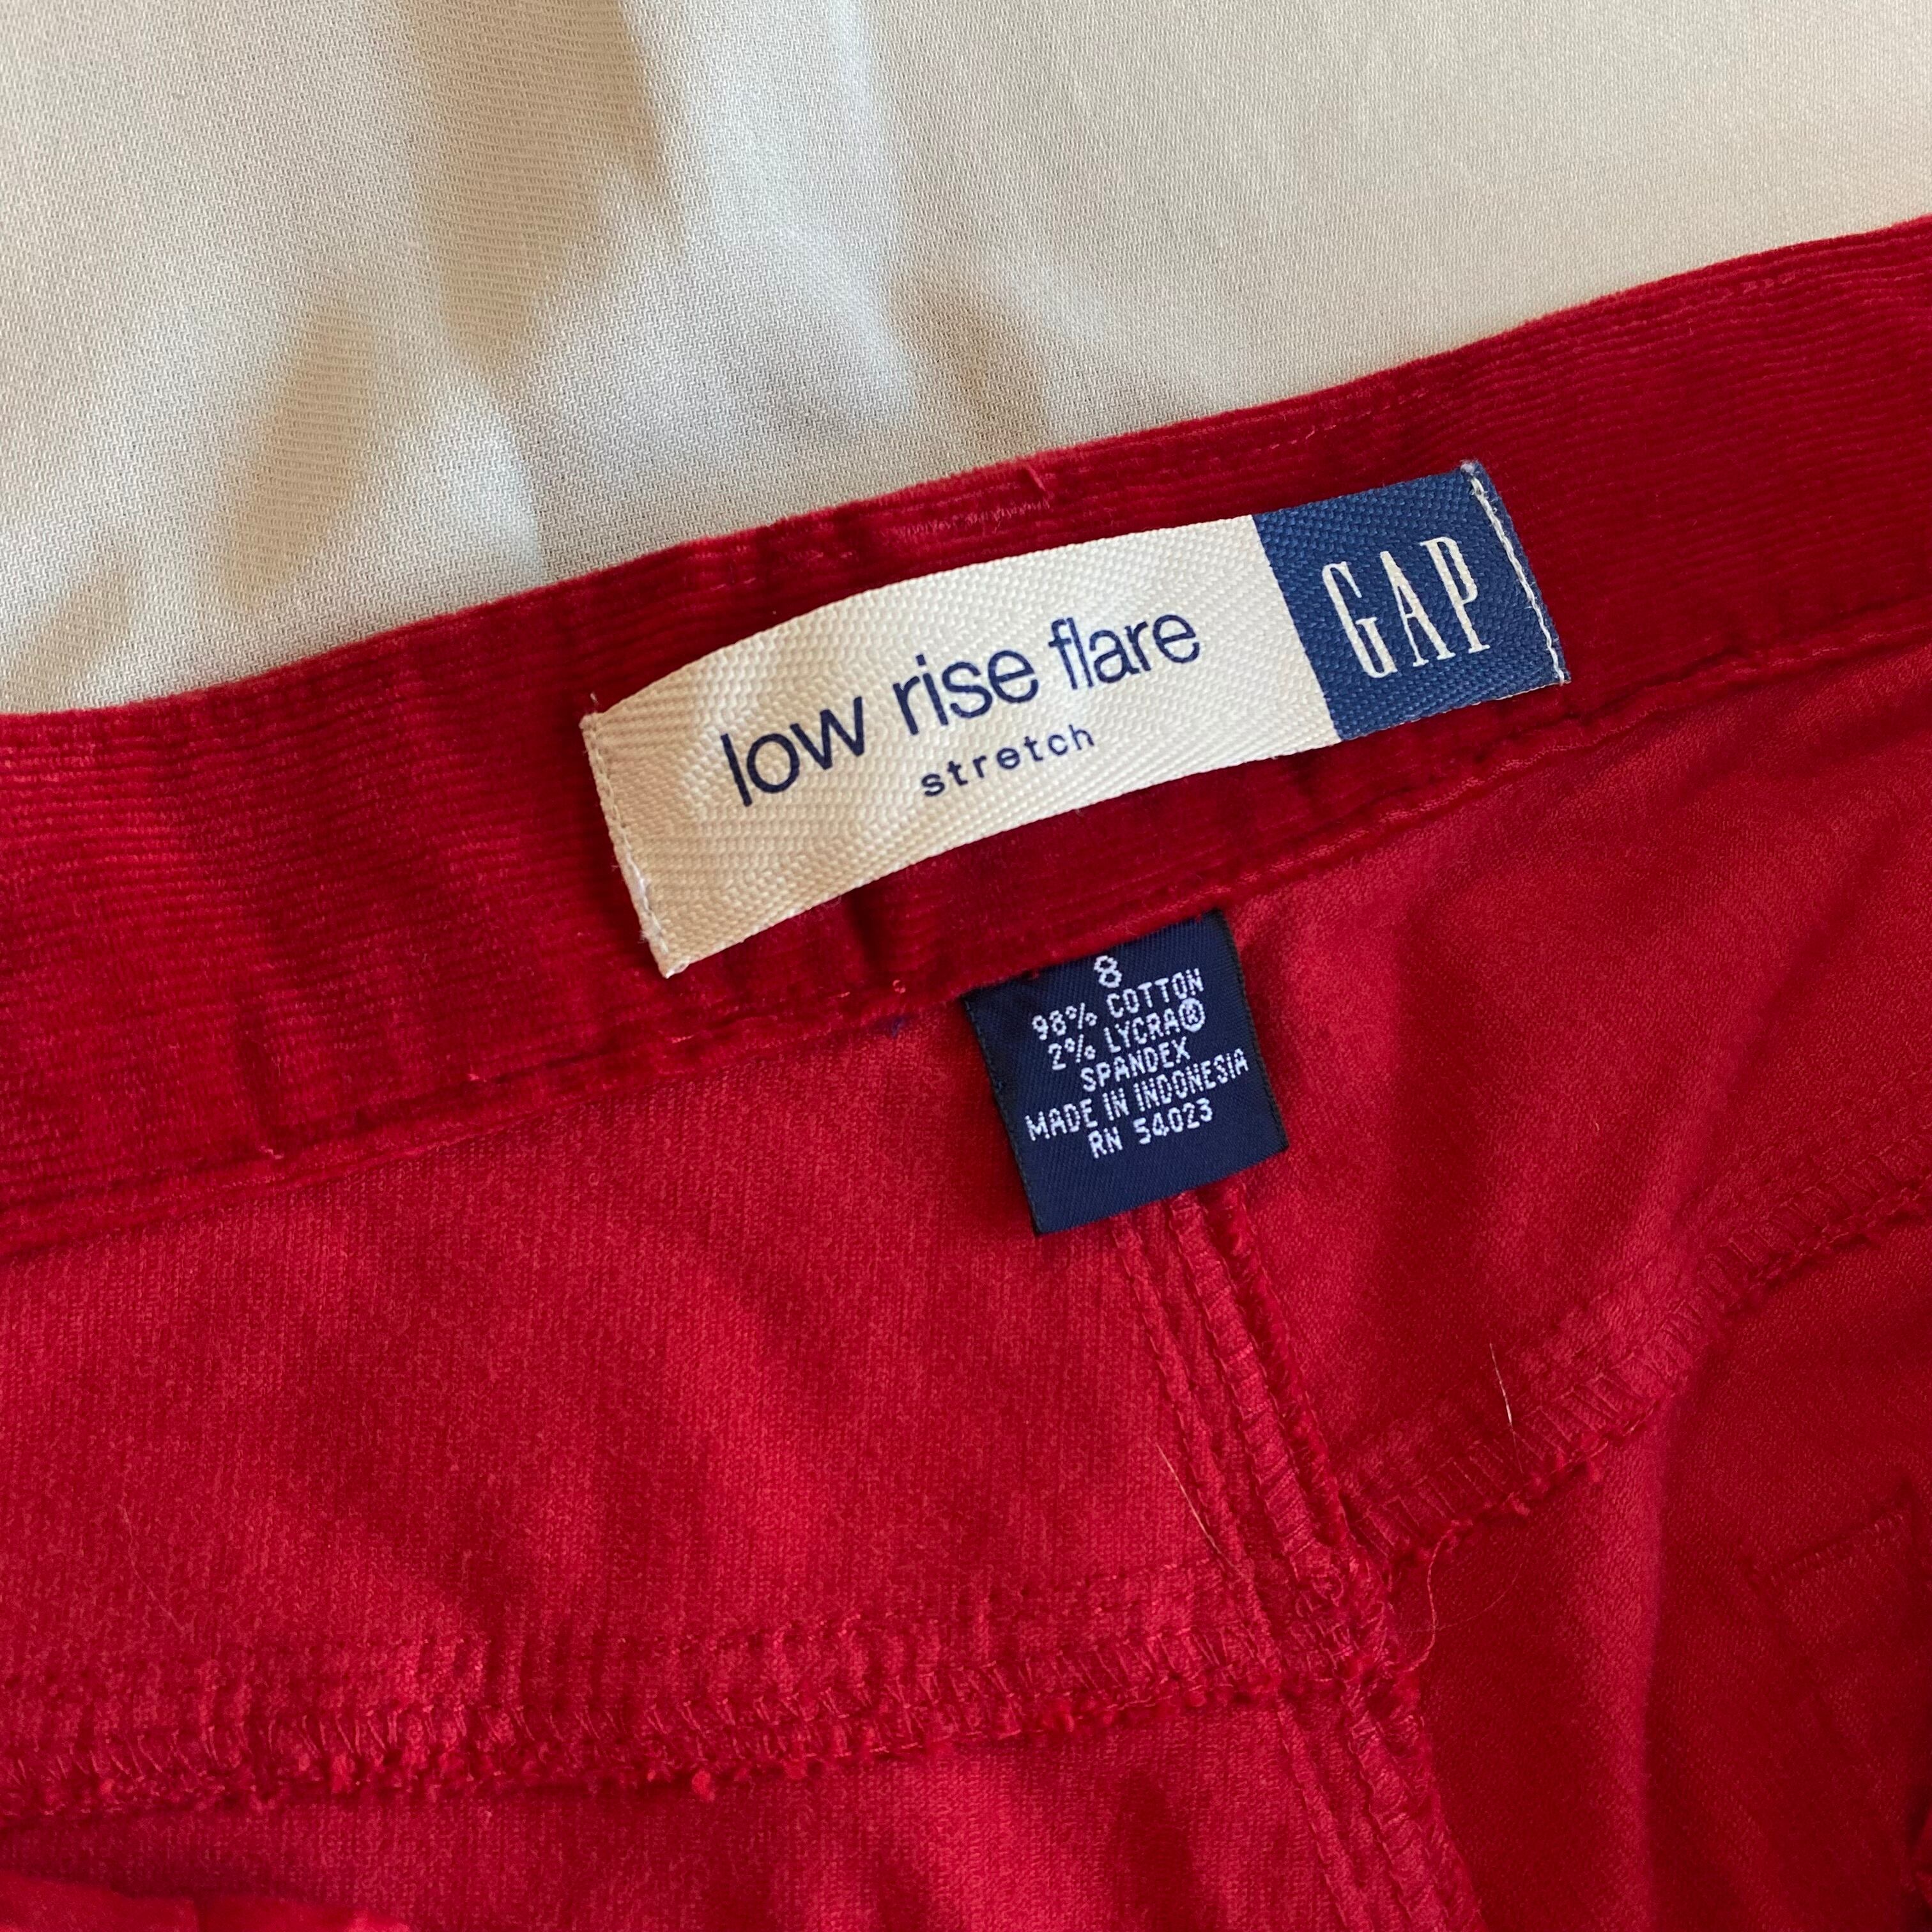 low rise flare
stretch
GAP
8
98% COTTON
2% LYCRA®
SPANDEX
MADE IN INDONESIA
RN 54023